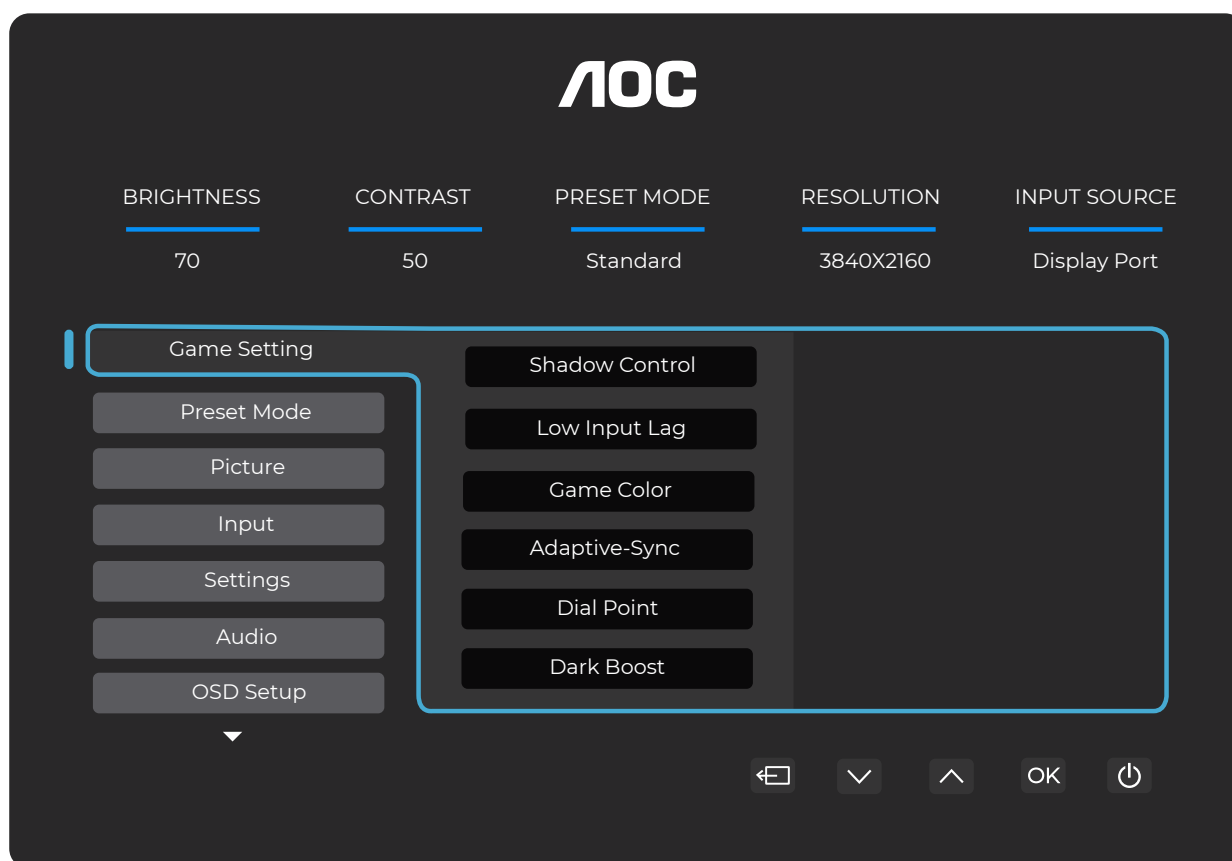 AOC
BRIGHTNESS CONTRAST PRESET MODE RESOLUTION INPUT SOURCE
70 50 Standard 3840X2160 Display Port
Game Setting
Preset Mode
Picture
Input
Settings
Audio
OSD Setup
Shadow Control
Low Input Lag
Game Color
Adaptive-Sync
Dial Point
Dark Boost
OK